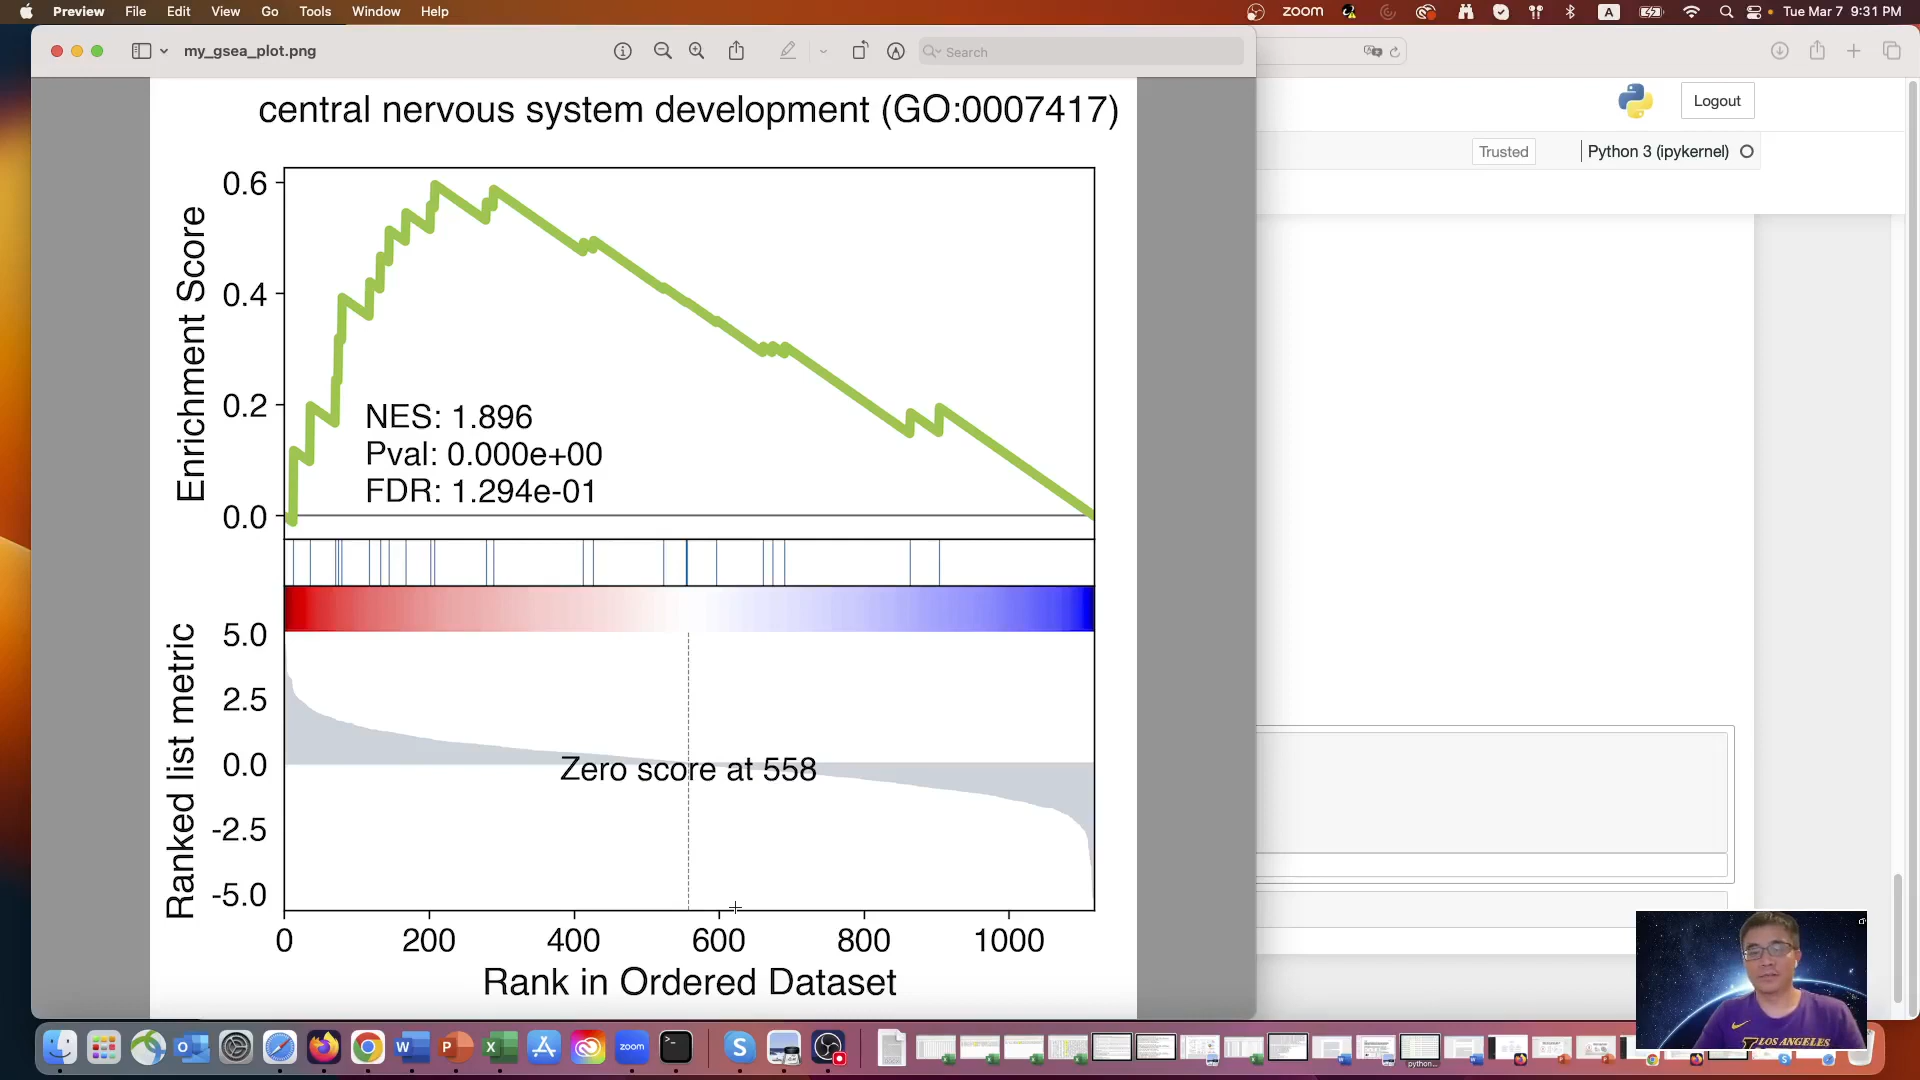 Preview File Edit View Go Tools Window Help
zoom
A
Tue Mar 7 9:31 PM
my_gsea_plot.png
Search
Logout
Trusted
Python 3 (ipykernel)
central nervous system development (GO:0007417)
Enrichment Score
0.6
0.4
0.2
0.0
NES: 1.896
Pval: 0.000e+00
FDR: 1.294e-01
Ranked list metric
5.0
2.5
0.0
-2.5
-5.0
Zero score at 558
0 200 400 600 800 1000
Rank in Ordered Dataset
LOS ANGELES
zoom
python...